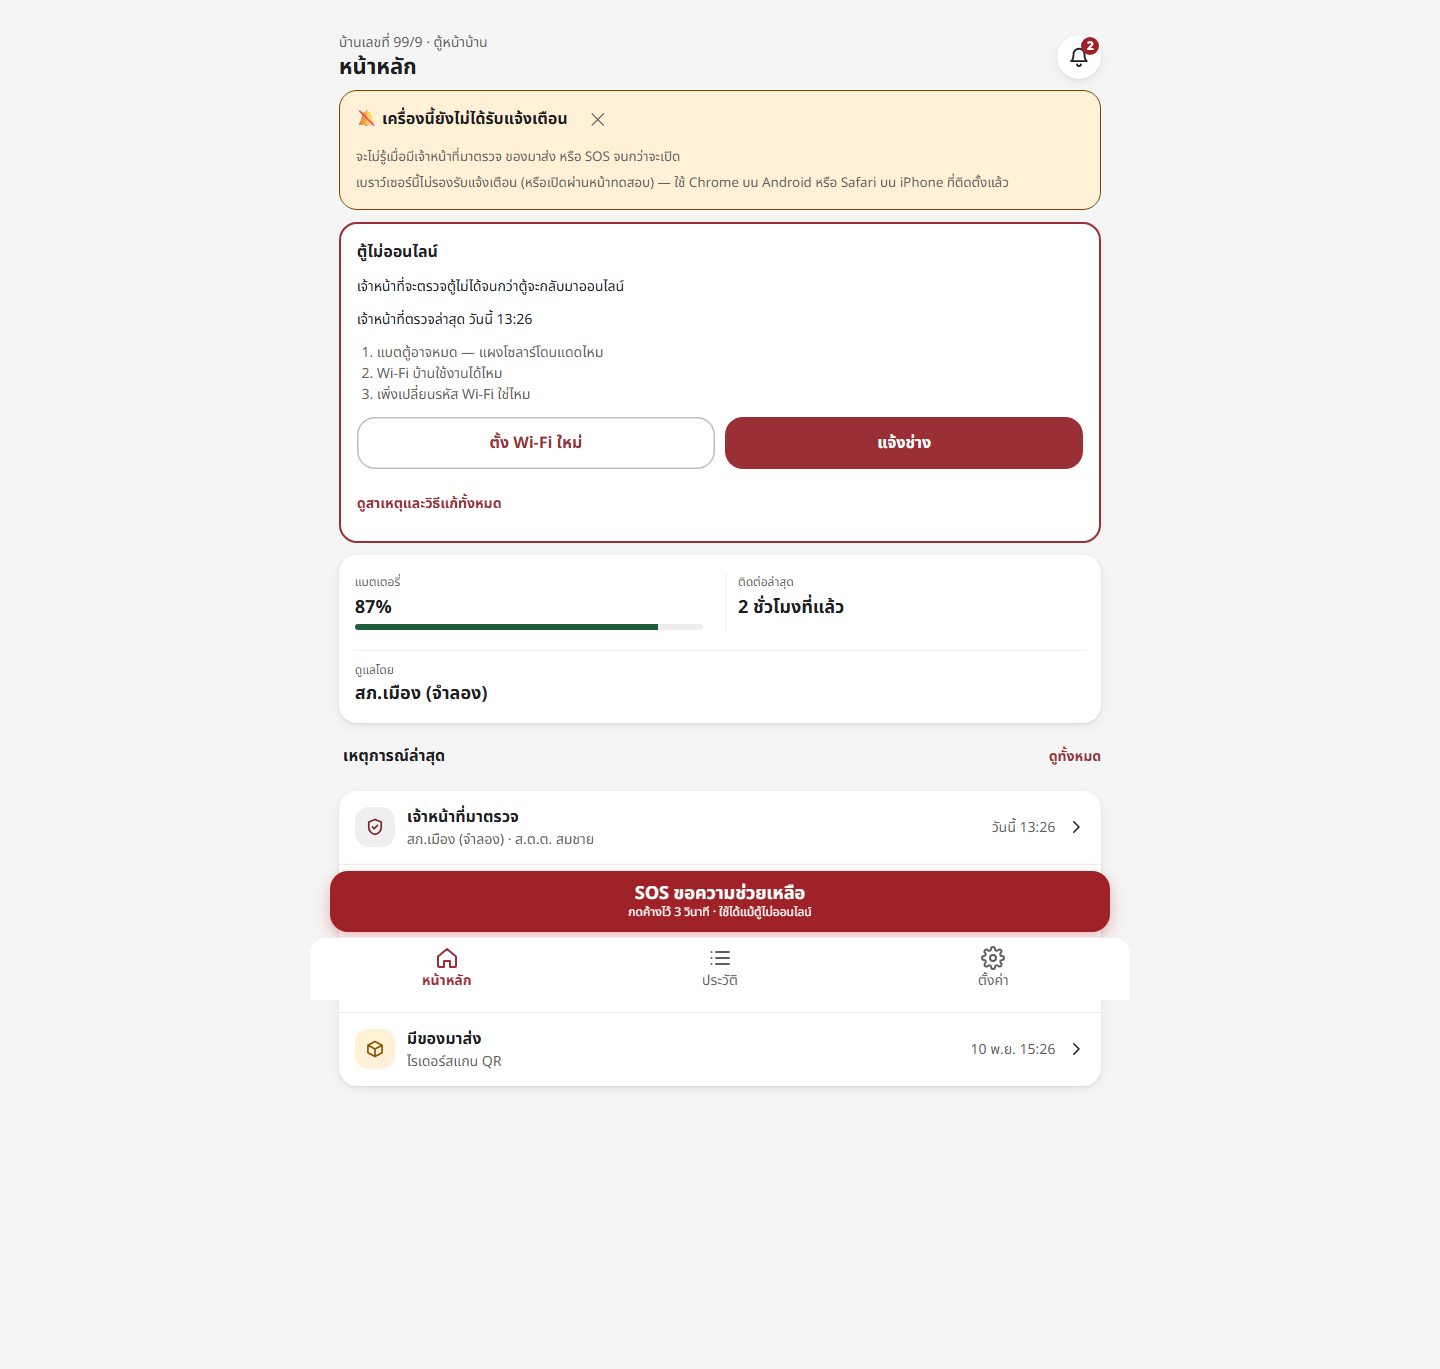 บ้านเลขที่ 99/9 · ตู้หน้าบ้าน
หน้าหลัก
2
เครื่องนี้ยังไม่ได้รับแจ้งเตือน
จะไม่รู้เมื่อมีเจ้าหน้าที่มาตรวจ ของมาส่ง หรือ SOS จนกว่าจะเปิด
เบราว์เซอร์นี้ไม่รองรับแจ้งเตือน (หรือเปิดผ่านหน้าทดสอบ) — ใช้ Chrome บน Android หรือ Safari บน iPhone ที่ติดตั้งแล้ว
ตู้ไม่ออนไลน์
เจ้าหน้าที่จะตรวจตู้ไม่ได้จนกว่าตู้จะกลับมาออนไลน์
เจ้าหน้าที่ตรวจล่าสุด วันนี้ 13:26
1. แบตตู้อาจหมด — แผงโซลาร์โดนแดดไหม
2. Wi-Fi บ้านใช้งานได้ไหม
3. เพิ่งเปลี่ยนรหัส Wi-Fi ใช่ไหม
ตั้ง Wi-Fi ใหม่
แจ้งช่าง
ดูสาเหตุและวิธีแก้ทั้งหมด
แบตเตอรี่
87%
ติดต่อล่าสุด
2 ชั่วโมงที่แล้ว
ดูแลโดย
สภ.เมือง (จำลอง)
เหตุการณ์ล่าสุด
ดูทั้งหมด
เจ้าหน้าที่มาตรวจ
สภ.เมือง (จำลอง) · ส.ต.ต. สมชาย
วันนี้ 13:26
SOS ขอความช่วยเหลือ
กดค้างไว้ 3 วินาที · ใช้ได้แม้ตู้ไม่ออนไลน์
หน้าหลัก
ประวัติ
ตั้งค่า
มีของมาส่ง
ไรเดอร์สแกน QR
10 พ.ย. 15:26